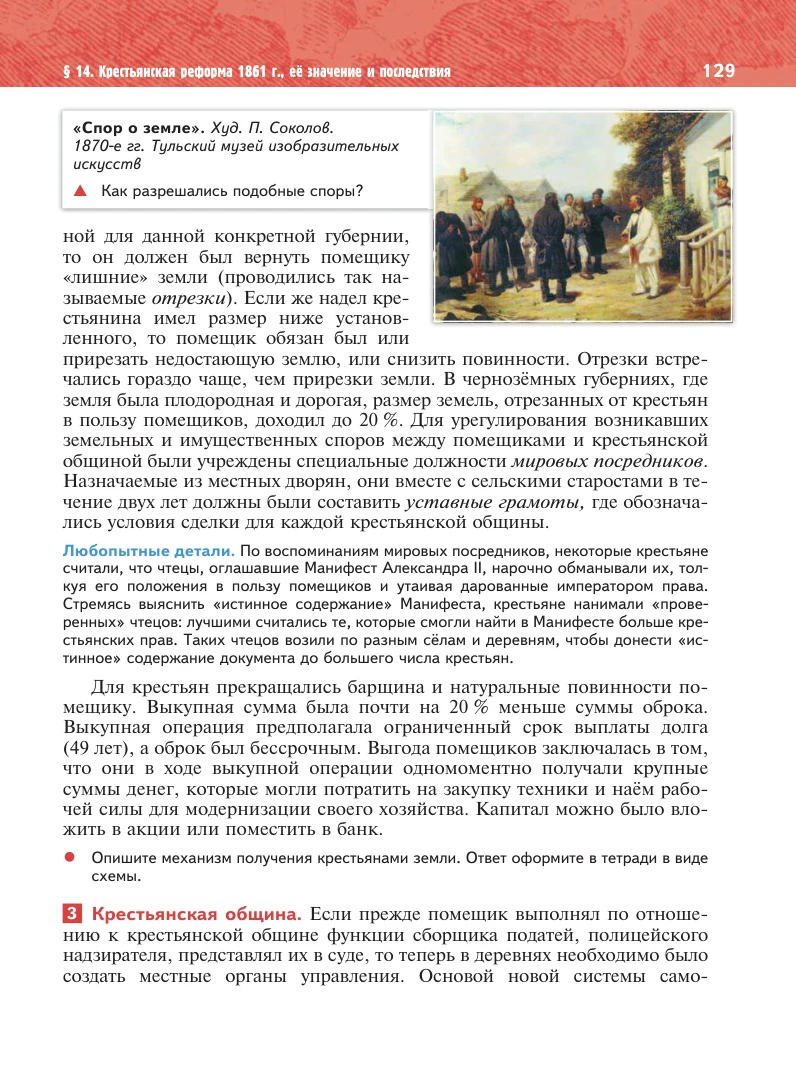 § 14. Крестьянская реформа 1861 г., её значение и последствия
129
«Спор о земле». Худ. П. Соколов.
1870-е гг. Тульский музей изобразительных
искусств
▲ Как разрешались подобные споры?
ной для данной конкретной губернии,
то он должен был вернуть помещику
«лишние» земли (проводились так на-
зываемые отрезки). Если же надел кре-
стьянина имел размер ниже установ-
ленного, то помещик обязан был или
прирезать недостающую землю, или снизить повинности. Отрезки встре-
чались гораздо чаще, чем прирезки земли. В чернозёмных губерниях, где
земля была плодородная и дорогая, размер земель, отрезанных от крестьян
в пользу помещиков, доходил до 20 %. Для урегулирования возникавших
земельных и имущественных споров между помещиками и крестьянской
общиной были учреждены специальные должности мировых посредников.
Назначаемые из местных дворян, они вместе с сельскими старостами в те-
чение двух лет должны были составить уставные грамоты, где обознача-
лись условия сделки для каждой крестьянской общины.
Любопытные детали. По воспоминаниям мировых посредников, некоторые крестьяне
считали, что чтецы, оглашавшие Манифест Александра II, нарочно обманывали их, тол-
куя его положения в пользу помещиков и утаивая дарованные императором права.
Стремясь выяснить «истинное содержание» Манифеста, крестьяне нанимали «прове-
ренных» чтецов: лучшими считались те, которые смогли найти в Манифесте больше кре-
стьянских прав. Таких чтецов возили по разным сёлам и деревням, чтобы донести «ис-
тинное» содержание документа до большего числа крестьян.
Для крестьян прекращались барщина и натуральные повинности по-
мещику. Выкупная сумма была почти на 20 % меньше суммы оброка.
Выкупная операция предполагала ограниченный срок выплаты долга
(49 лет), а оброк был бессрочным. Выгода помещиков заключалась в том,
что они в ходе выкупной операции одномоментно получали крупные
суммы денег, которые могли потратить на закупку техники и наём рабо-
чей силы для модернизации своего хозяйства. Капитал можно было вло-
жить в акции или поместить в банк.
● Опишите механизм получения крестьянами земли. Ответ оформите в тетради в виде
схемы.
3 Крестьянская община. Если прежде помещик выполнял по отноше-
нию к крестьянской общине функции сборщика податей, полицейского
надзирателя, представлял их в суде, то теперь в деревнях необходимо было
создать местные органы управления. Основой новой системы само-